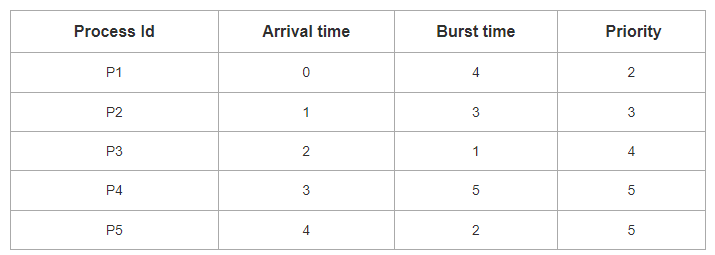 Process Id Arrival time Burst time Priority
P1 0 4 2
P2 1 3 3
P3 2 1 4
P4 3 5 5
P5 4 2 5